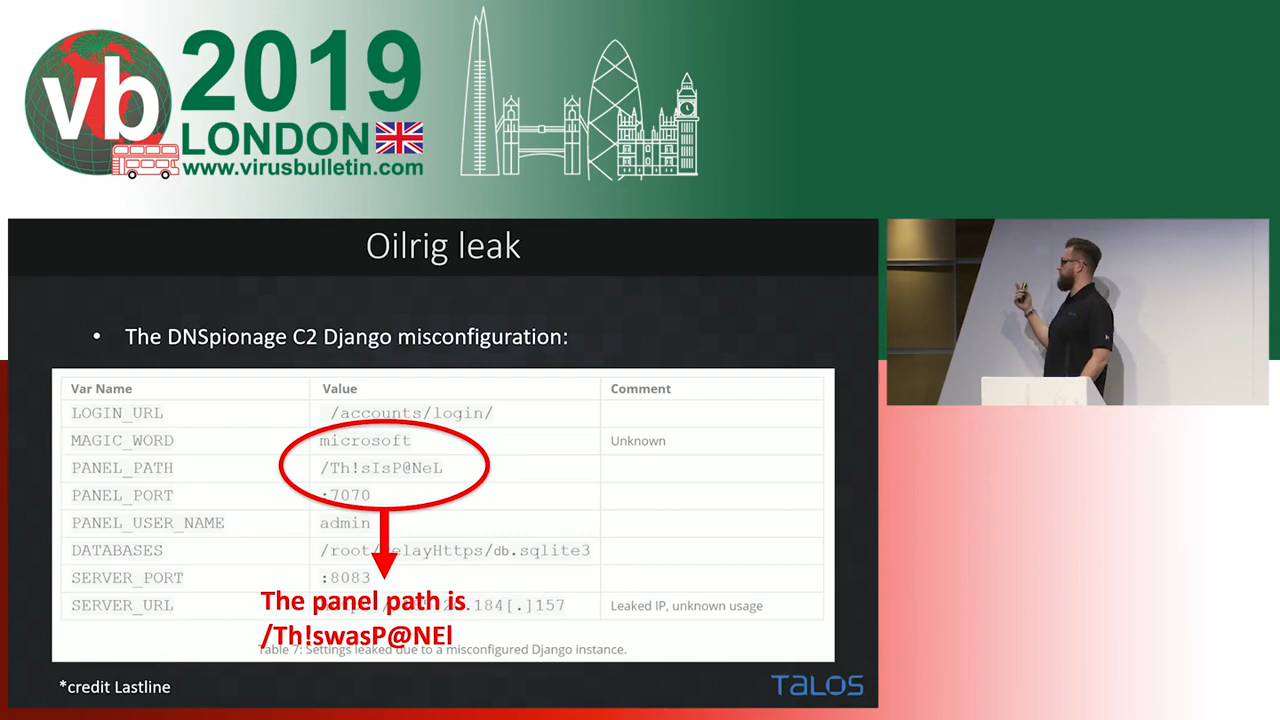 vb
2019
LONDON
www.virusbulletin.com
Oilrig leak
• The DNSpionage C2 Django misconfiguration:
Var Name Value Comment
LOGIN_URL /accounts/login/
MAGIC_WORD microsoft Unknown
PANEL_PATH /Th!sIsP@NeL
PANEL_PORT :7070
PANEL_USER_NAME admin
DATABASES /root/relayHttps/db.sqlite3
SERVER_PORT :8083
SERVER_URL .184[.]157 Leaked IP, unknown usage
The panel path is
/Th!swasP@NEl
Table 7: Settings leaked due to a misconfigured Django instance.
*credit Lastline
TALOS